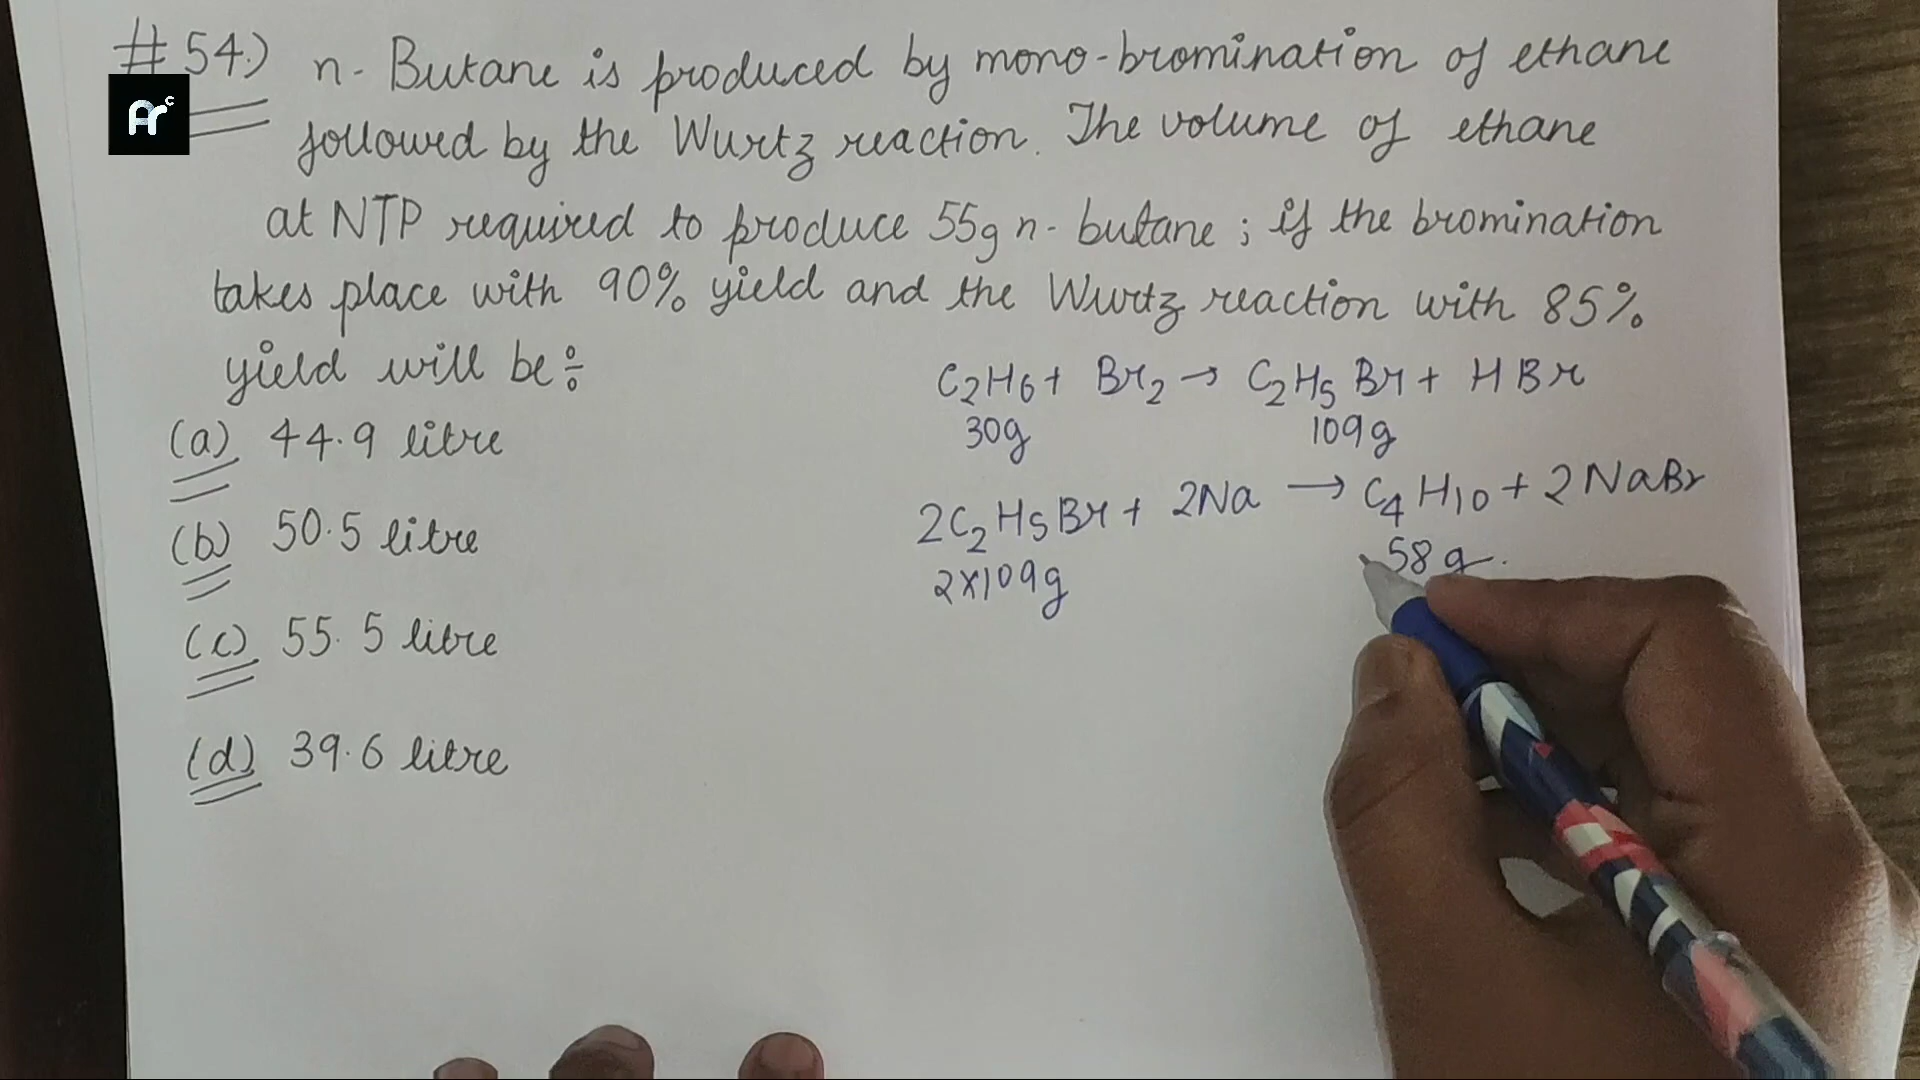 #54.) n-Butane is produced by mono-bromination of ethane
Ar c
followed by the Wurtz reaction. The volume of ethane
at NTP required to produce 55g n-butane; if the bromination
takes place with 90% yield and the Wurtz reaction with 85%
yield will be:
C2H6 + Br2 → C2H5Br + HBr
30g 109g
(a) 44.9 litre
2C2H5Br + 2Na → C4H10 + 2NaBr
(b) 50.5 litre
2×109g 58g.
(c) 55.5 litre
(d) 39.6 litre